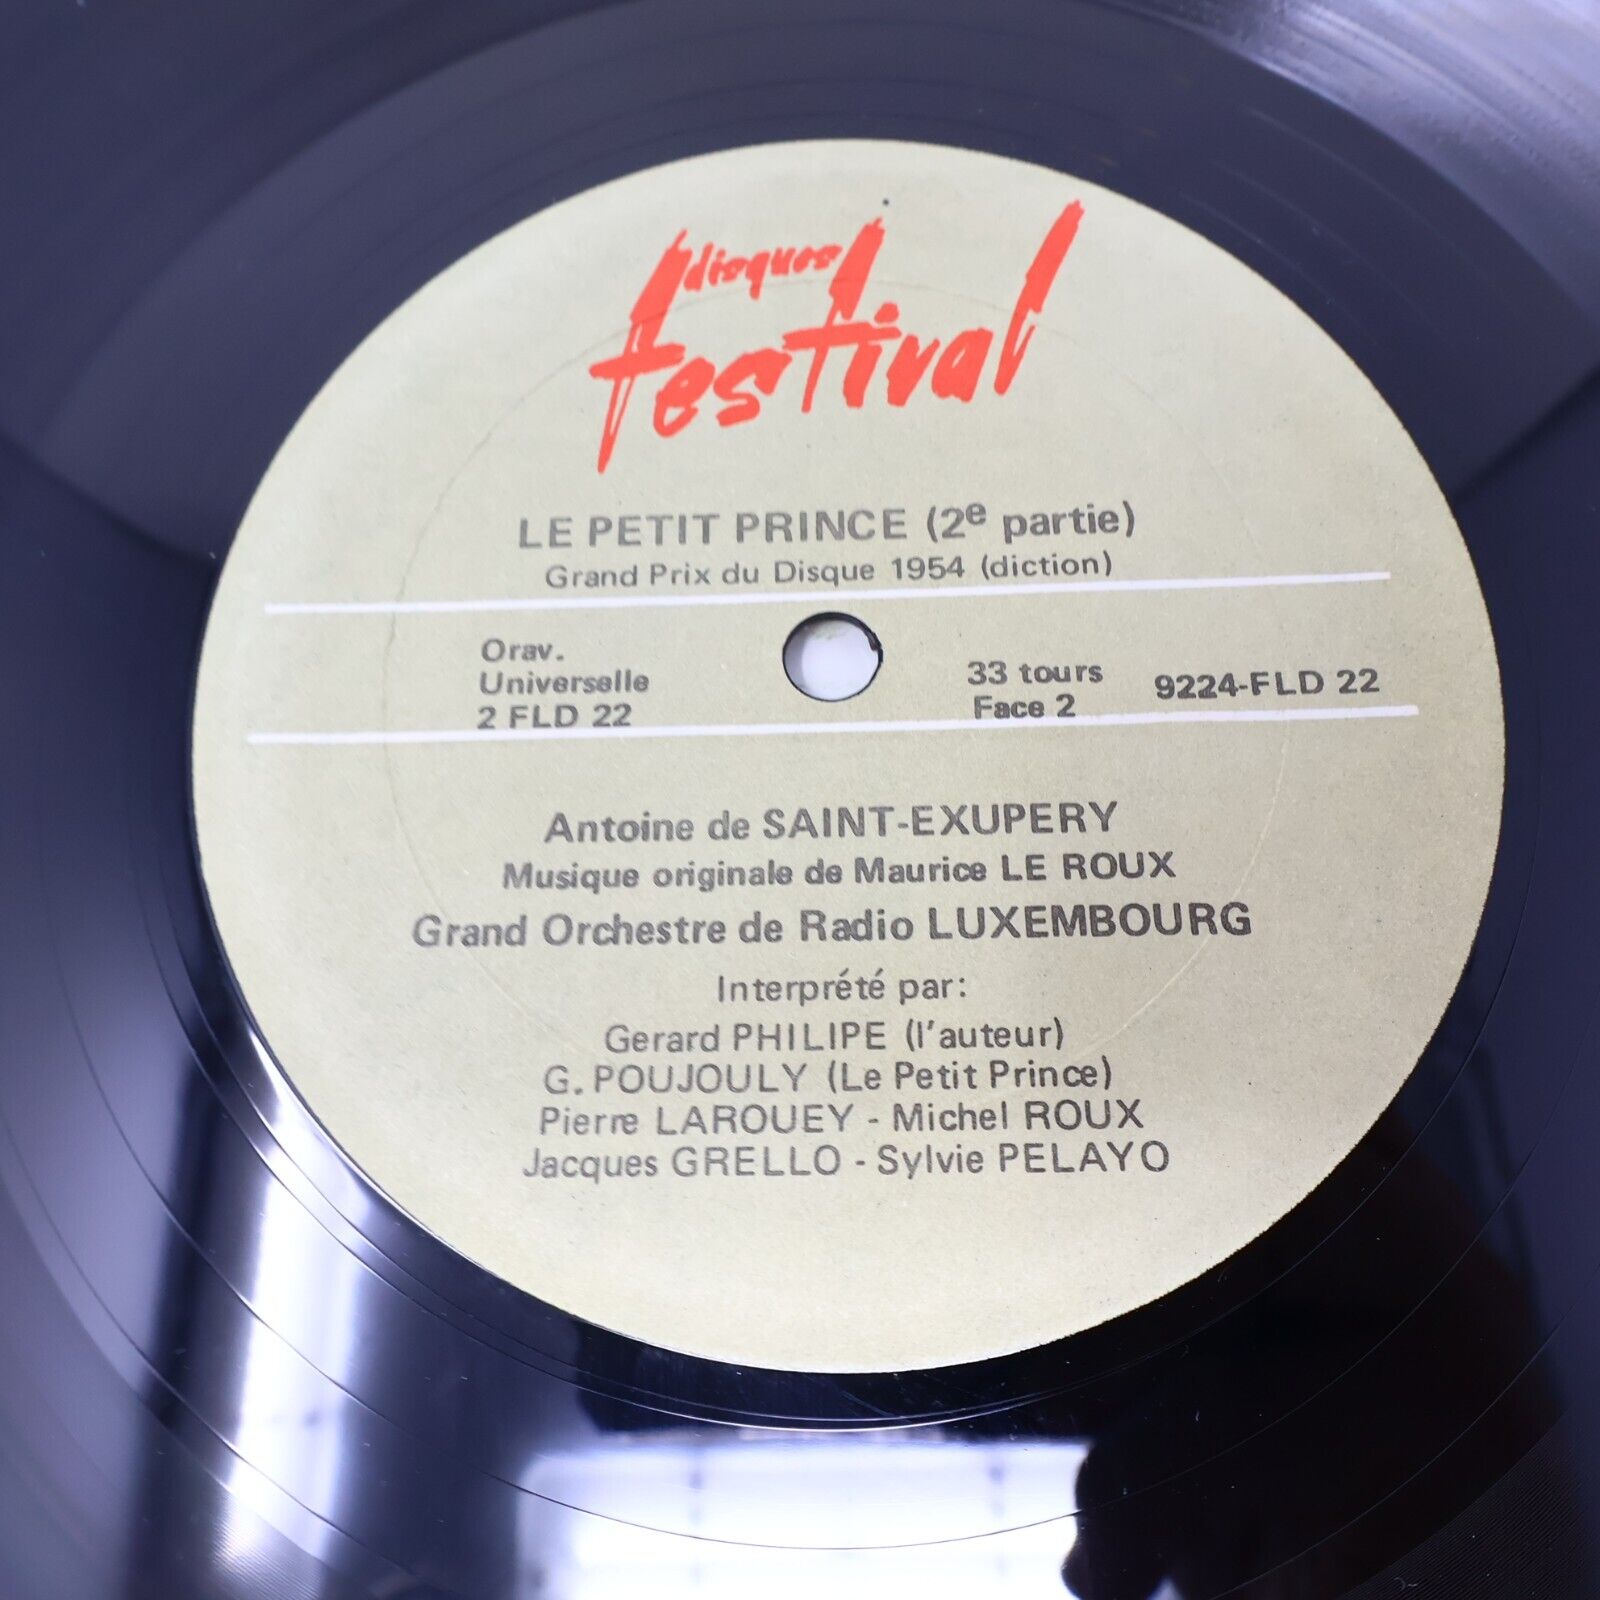 disques
festival
LE PETIT PRINCE (2e partie)
Grand Prix du Disque 1954 (diction)
Orav.
Universelle
2 FLD 22
33 tours
Face 2
9224-FLD 22
Antoine de SAINT-EXUPERY
Musique originale de Maurice LE ROUX
Grand Orchestre de Radio LUXEMBOURG
Interprété par:
Gerard PHILIPE (l'auteur)
G. POUJOULY (Le Petit Prince)
Pierre LAROUEY - Michel ROUX
Jacques GRELLO - Sylvie PELAYO